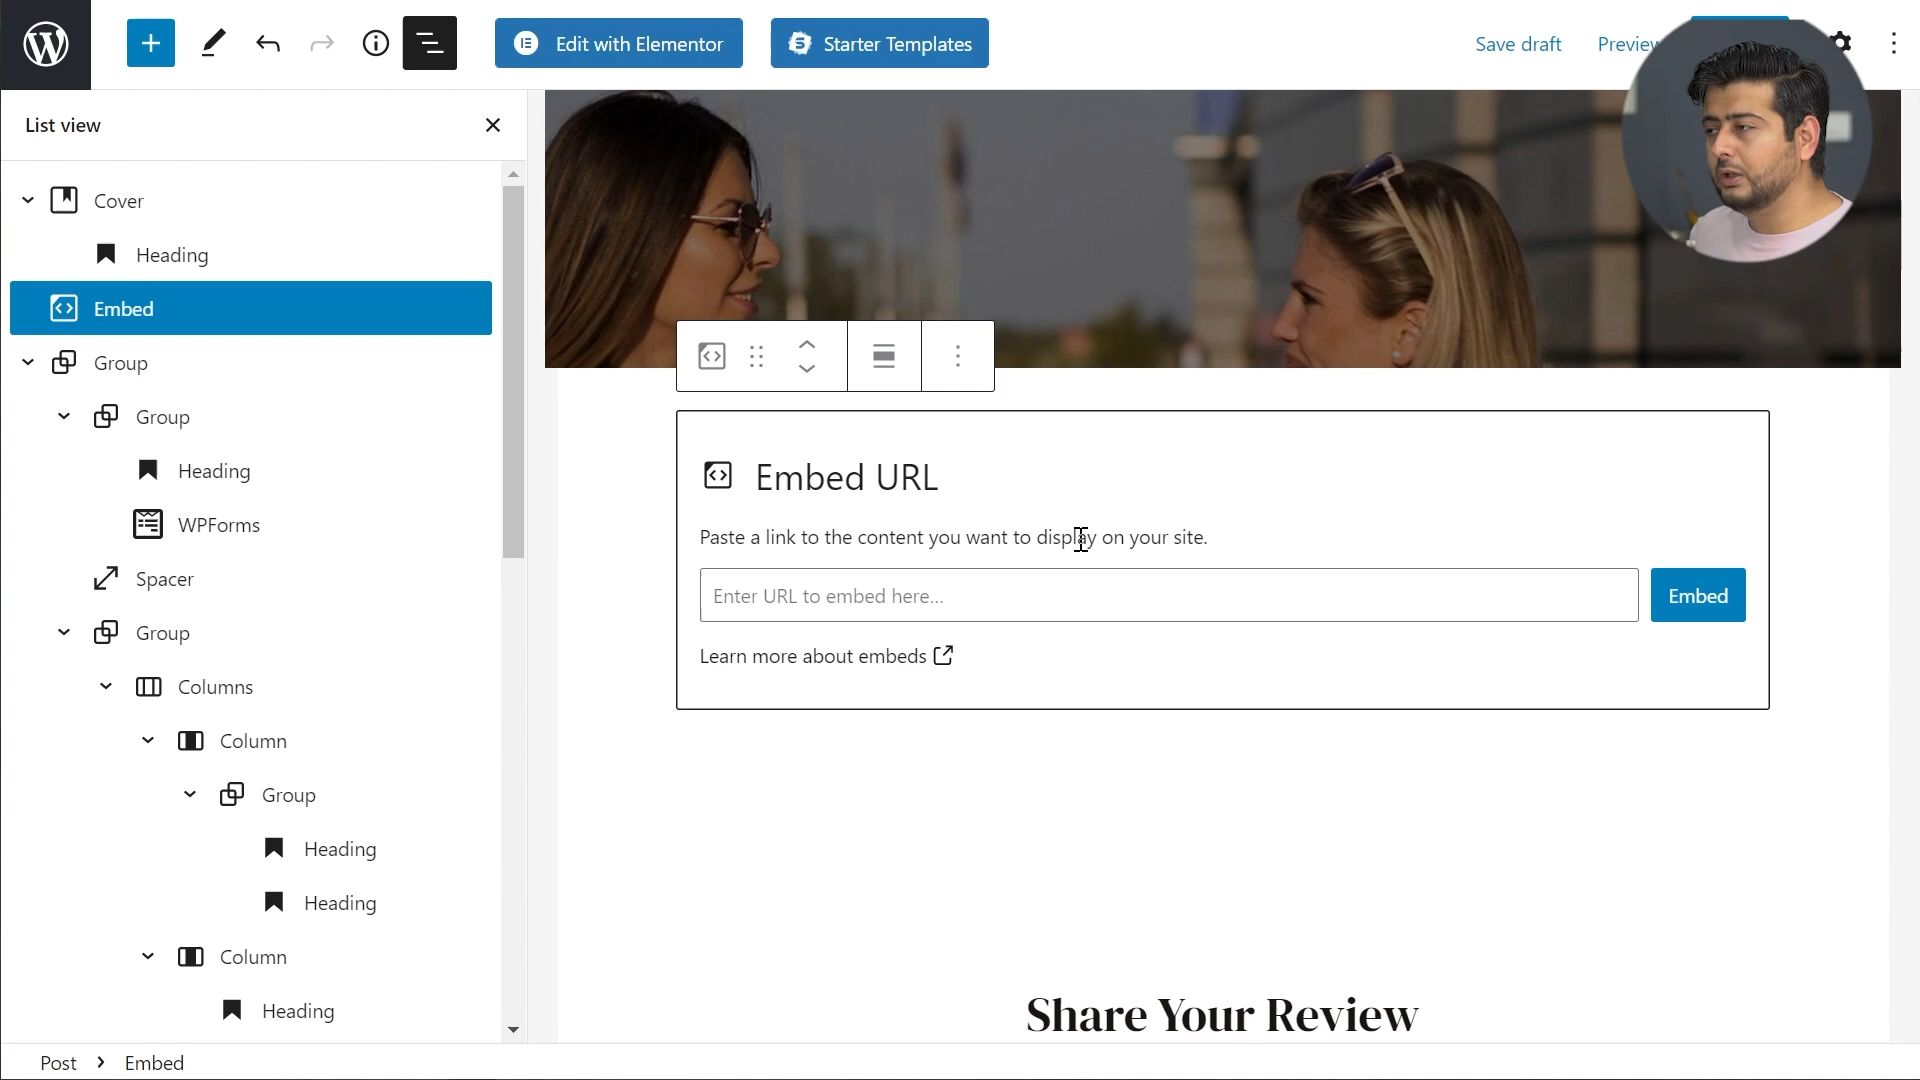 Edit with Elementor
Starter Templates
Save draft
Preview
List view
Cover
Heading
Embed
Group
Group
Heading
WPForms
Spacer
Group
Columns
Column
Group
Heading
Heading
Column
Heading
Embed URL
Paste a link to the content you want to display on your site.
Enter URL to embed here...
Embed
Learn more about embeds
Share Your Review
Post
Embed